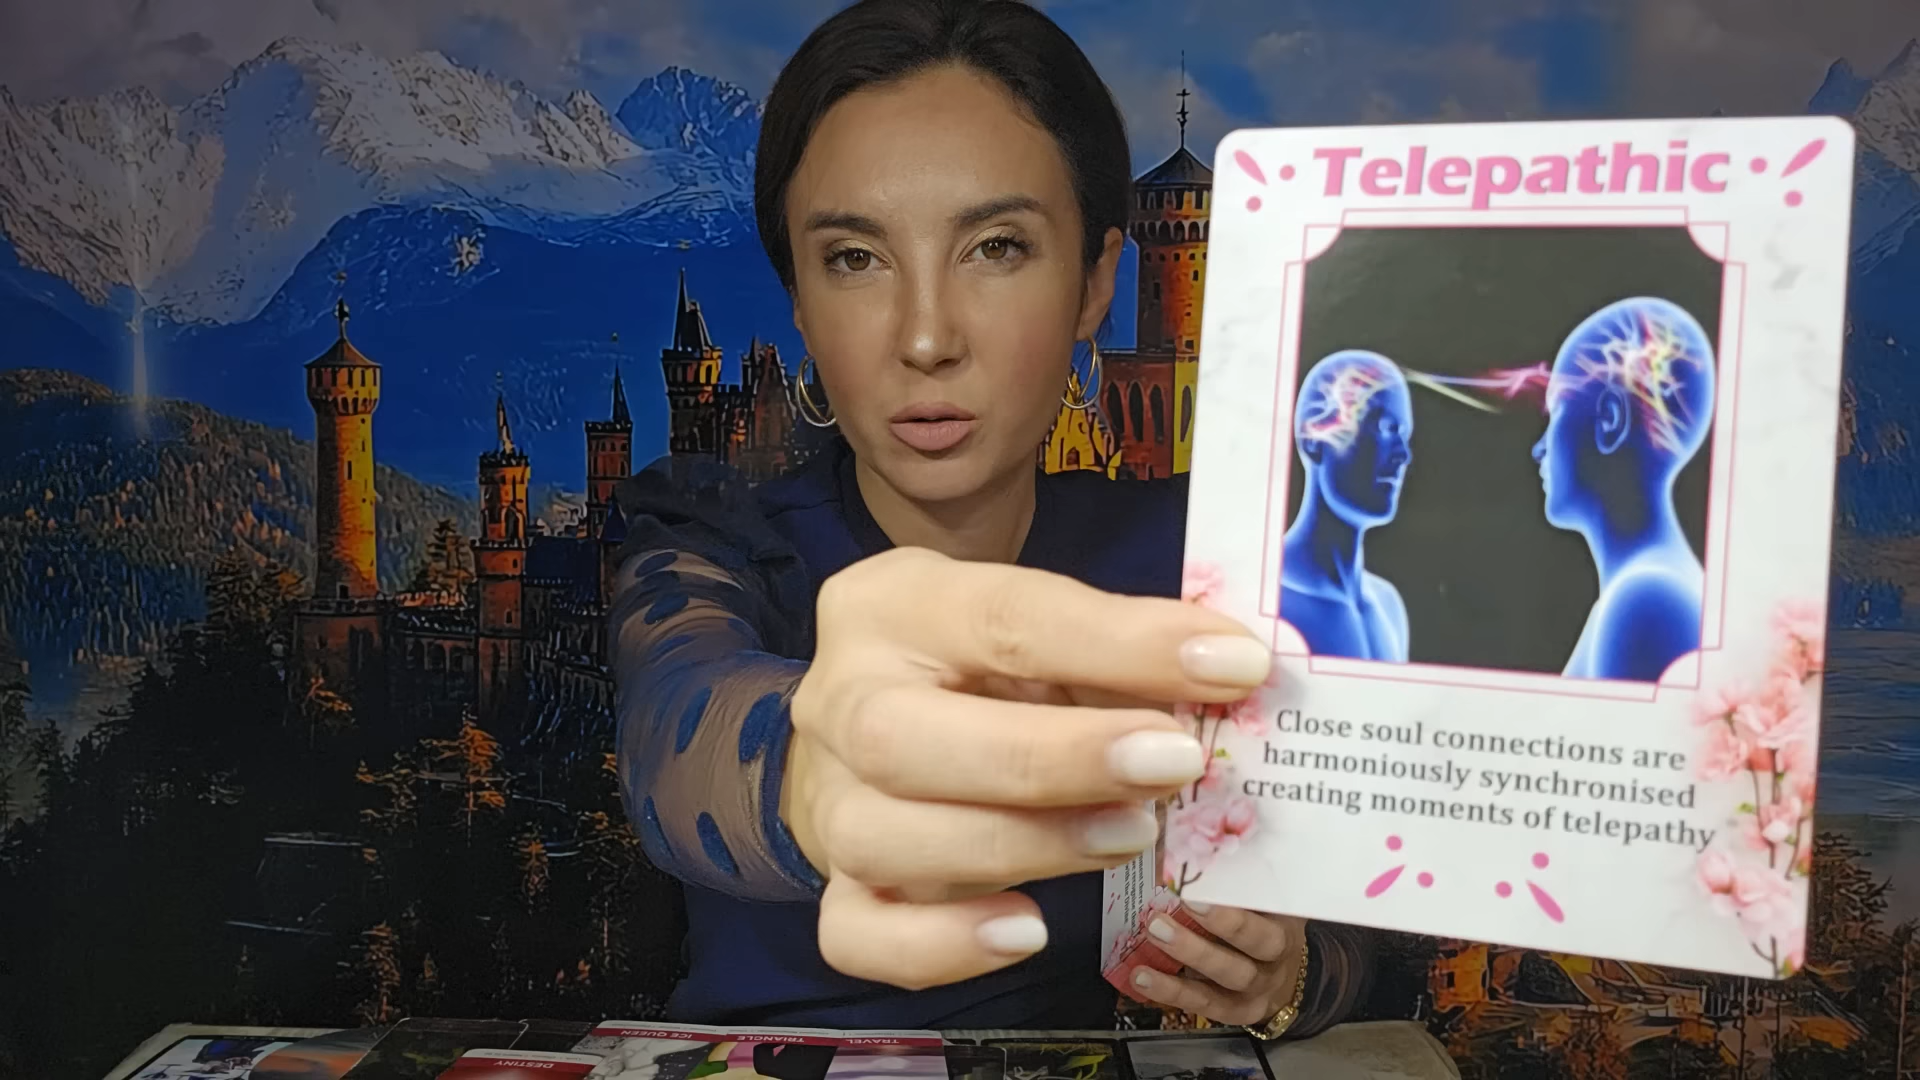 Telepathic
Close soul connections are
harmoniously synchronised
creating moments of telepathy
ICE QUEEN
TRIANGLE
TRAVEL
DESTINY